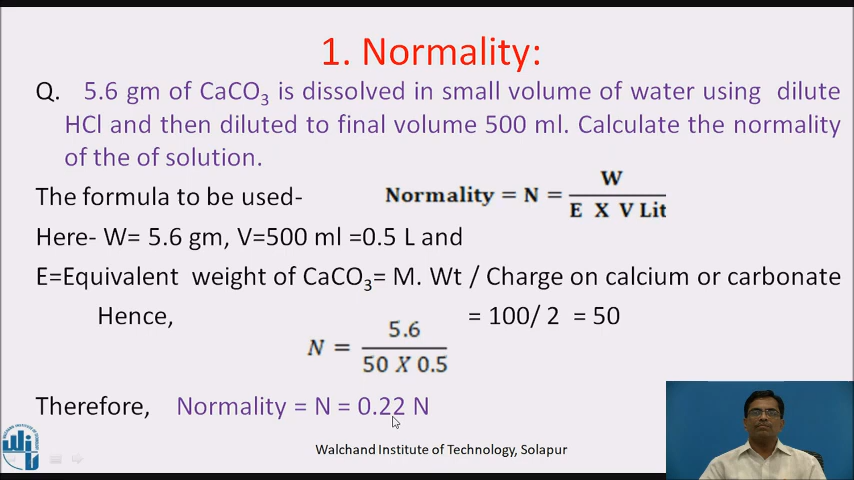 1. Normality:
Q. 5.6 gm of CaCO₃ is dissolved in small volume of water using dilute
HCl and then diluted to final volume 500 ml. Calculate the normality
of the of solution.
The formula to be used- Normality = N = W / E X V Lit
Here- W= 5.6 gm, V=500 ml =0.5 L and
E=Equivalent weight of CaCO₃= M. Wt / Charge on calcium or carbonate
Hence, = 100/ 2 = 50
N = 5.6 / 50 X 0.5
Therefore, Normality = N = 0.22 N
Walchand Institute of Technology, Solapur